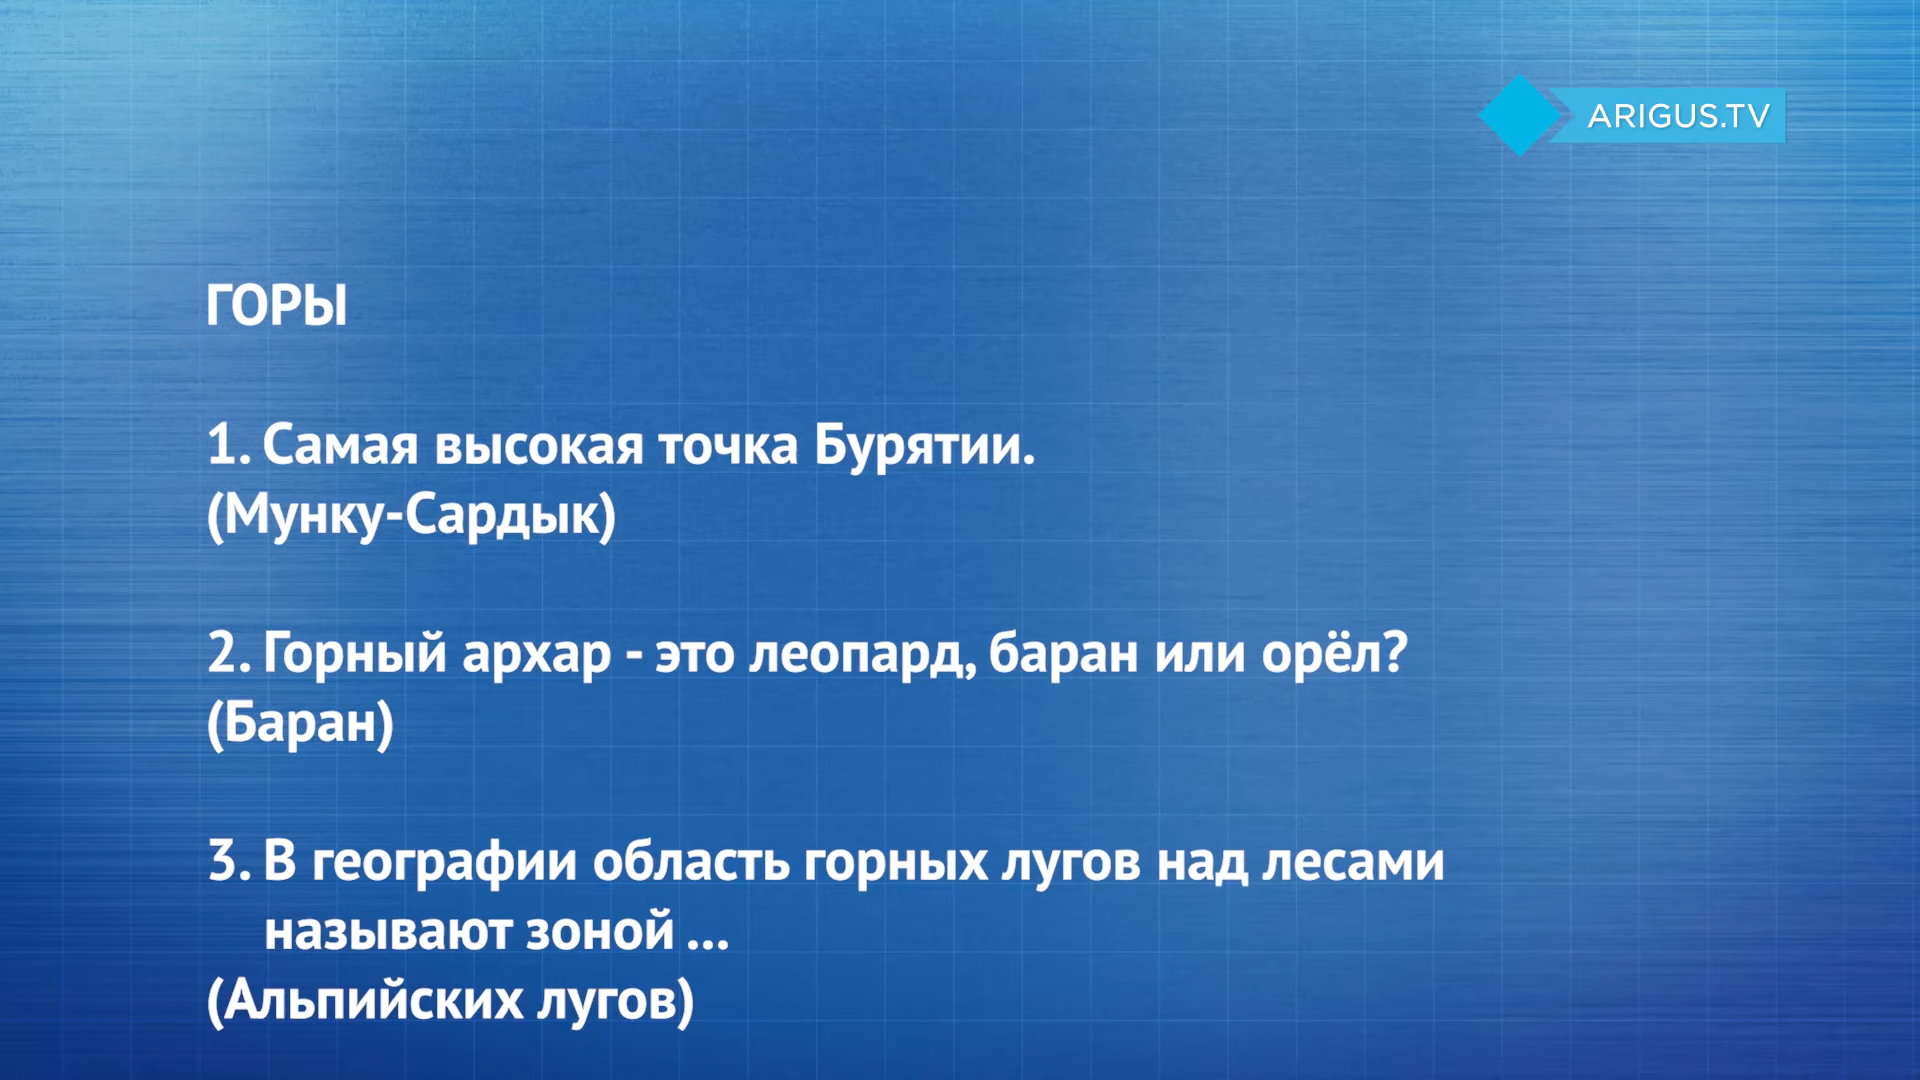 ARIGUS.TV
ГОРЫ
1. Самая высокая точка Бурятии.
(Мунку-Сардык)
2. Горный архар - это леопард, баран или орёл?
(Баран)
3. В географии область горных лугов над лесами
называют зоной ...
(Альпийских лугов)